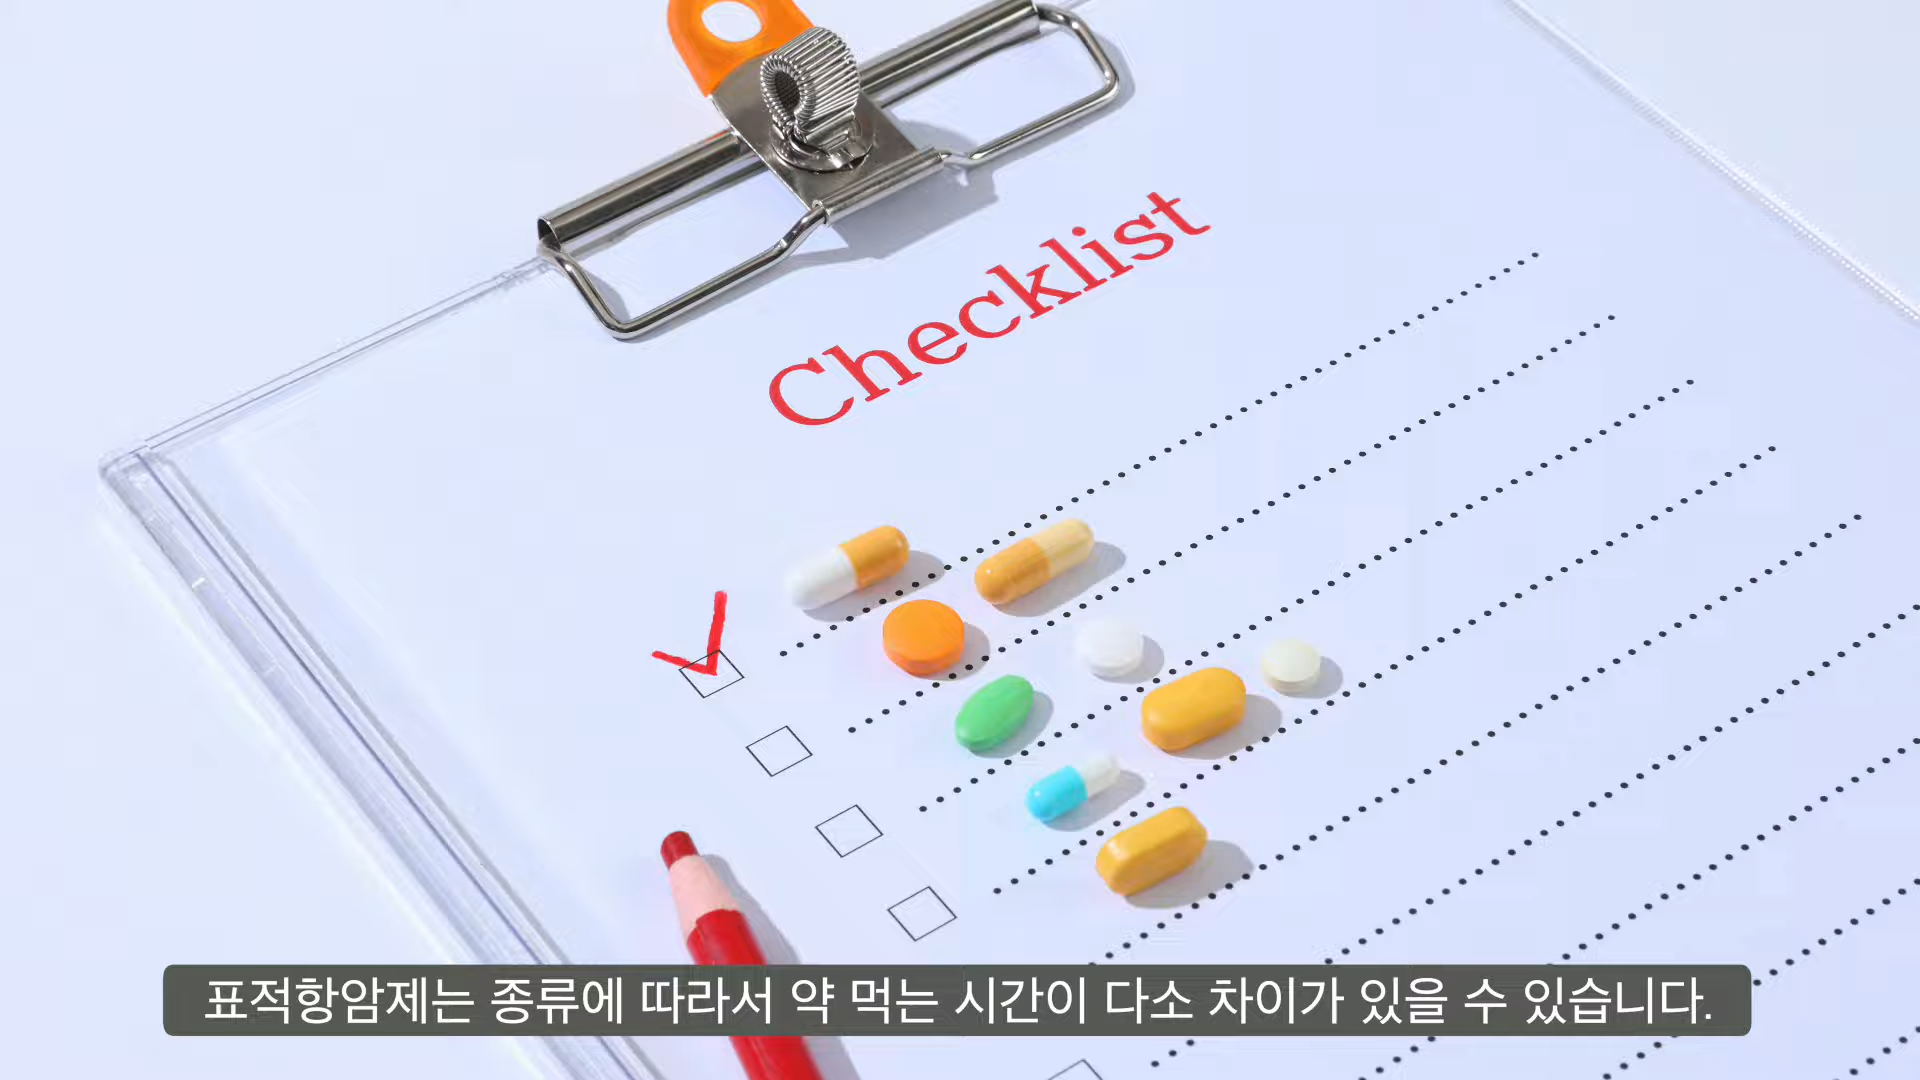 Checklist
표적항암제는 종류에 따라서 약 먹는 시간이 다소 차이가 있을 수 있습니다.